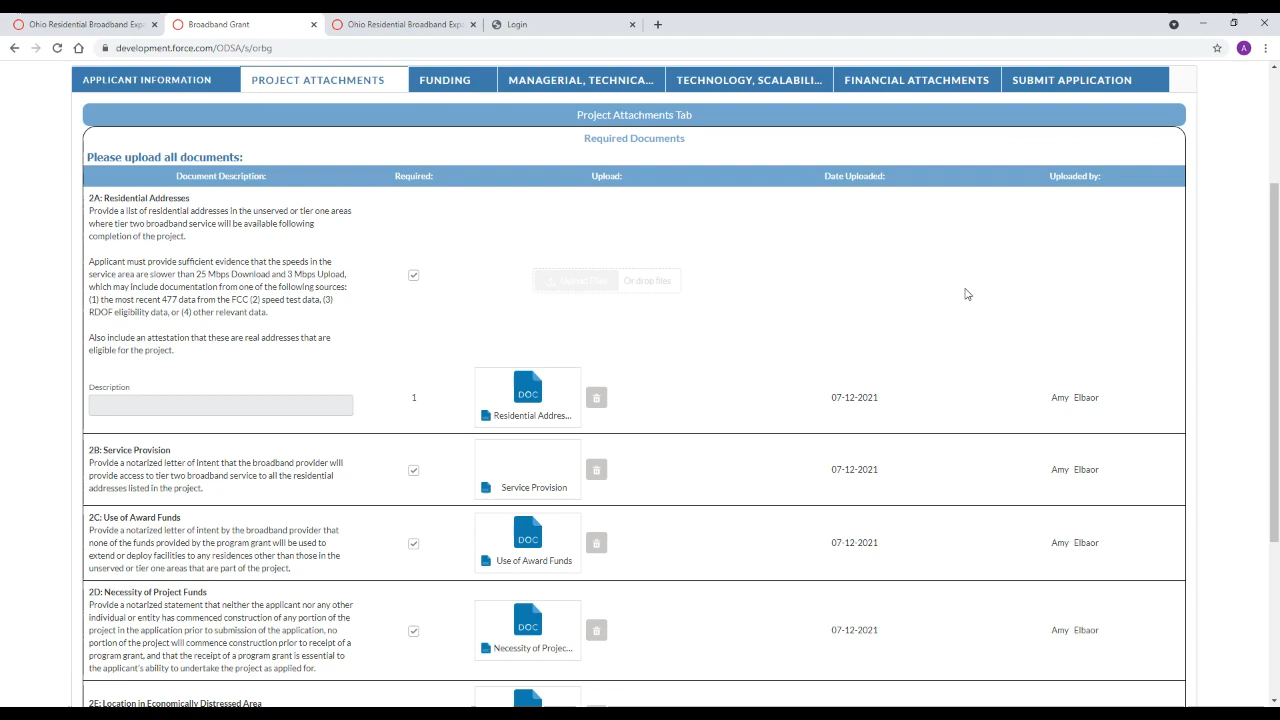 Ohio Residential Broadband Expa
Broadband Grant
Ohio Residential Broadband Expa
Login
development.force.com/ODSA/s/orbg
A
APPLICANT INFORMATION
PROJECT ATTACHMENTS
FUNDING
MANAGERIAL, TECHNICA...
TECHNOLOGY, SCALABILI...
FINANCIAL ATTACHMENTS
SUBMIT APPLICATION
Project Attachments Tab
Required Documents
Please upload all documents:
Document Description: Required: Upload: Date Uploaded: Uploaded by:
2A: Residential Addresses
Provide a list of residential addresses in the unserved or tier one areas
where tier two broadband service will be available following
completion of the project.
Applicant must provide sufficient evidence that the speeds in the
service area are slower than 25 Mbps Download and 3 Mbps Upload,
which may include documentation from one of the following sources:
(1) the most recent 477 data from the FCC (2) speed test data, (3)
RDOF eligibility data, or (4) other relevant data.
Also include an attestation that these are real addresses that are
eligible for the project.
Upload Files Or drop files
Description
1
DOC
Residential Addres...
07-12-2021
Amy Elbaor
2B: Service Provision
Provide a notarized letter of intent that the broadband provider will
provide access to tier two broadband service to all the residential
addresses listed in the project.
Service Provision
07-12-2021
Amy Elbaor
2C: Use of Award Funds
Provide a notarized letter of intent by the broadband provider that
none of the funds provided by the program grant will be used to
extend or deploy facilities to any residences other than those in the
unserved or tier one areas that are part of the project.
DOC
Use of Award Funds
07-12-2021
Amy Elbaor
2D: Necessity of Project Funds
Provide a notarized statement that neither the applicant nor any other
individual or entity has commenced construction of any portion of the
project in the application prior to submission of the application, no
portion of the project will commence construction prior to receipt of a
program grant, and that the receipt of a program grant is essential to
the applicant's ability to undertake the project as applied for.
DOC
Necessity of Projec...
07-12-2021
Amy Elbaor
2E: Location in Economically Distressed Area